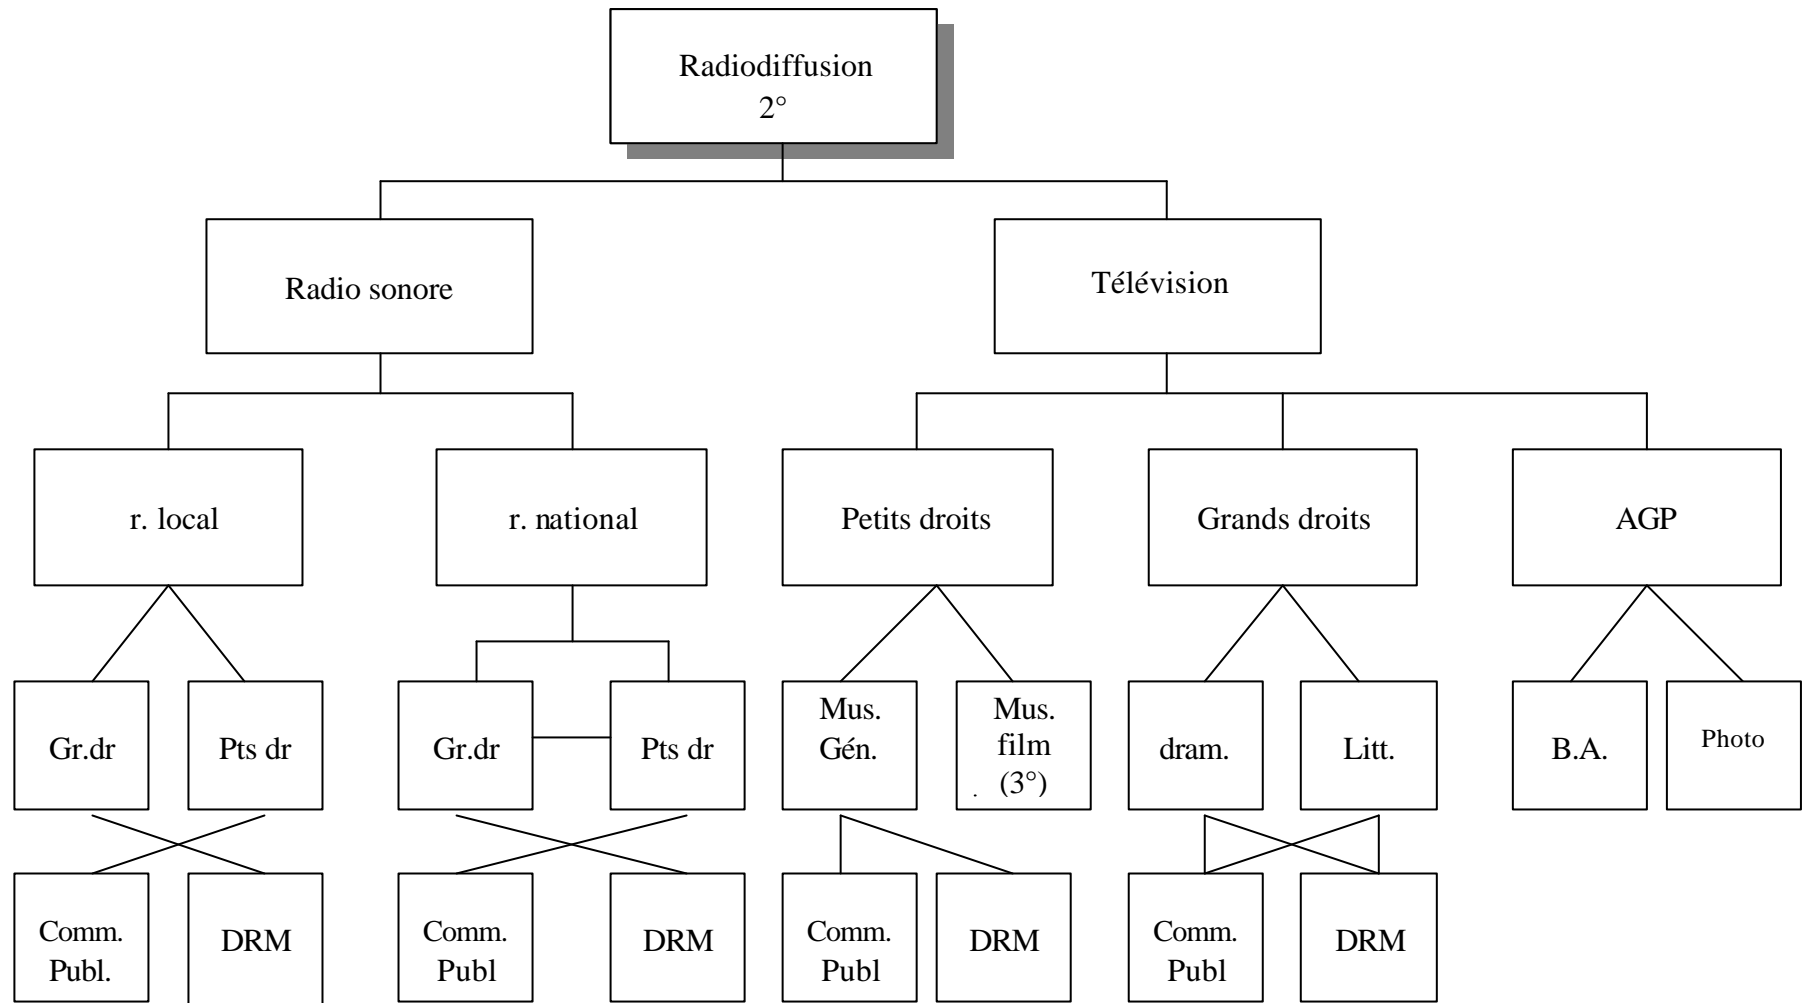 Radiodiffusion
2°
Radio sonore
Télévision
r. local
r. national
Petits droits
Grands droits
AGP
Gr.dr
Pts dr
Gr.dr
Pts dr
Mus.
Gén.
Mus.
film
(3°)
dram.
Litt.
B.A.
Photo
Comm.
Publ.
DRM
Comm.
Publ
DRM
Comm.
Publ
DRM
Comm.
Publ
DRM